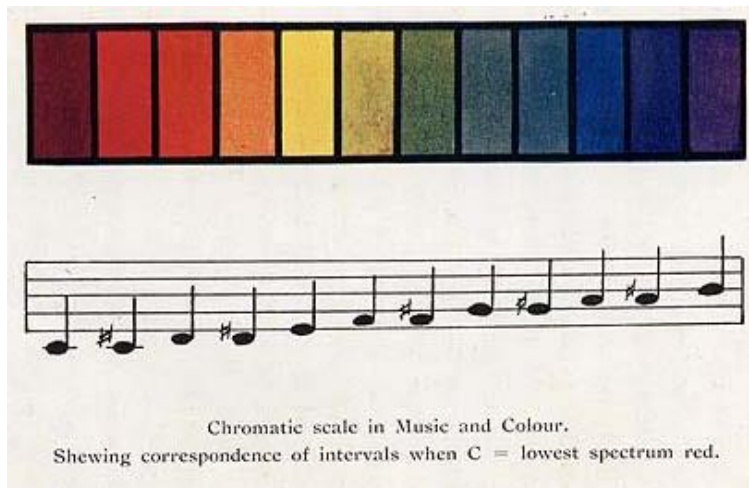 Chromatic scale in Music and Colour.
Shewing correspondence of intervals when C = lowest spectrum red.